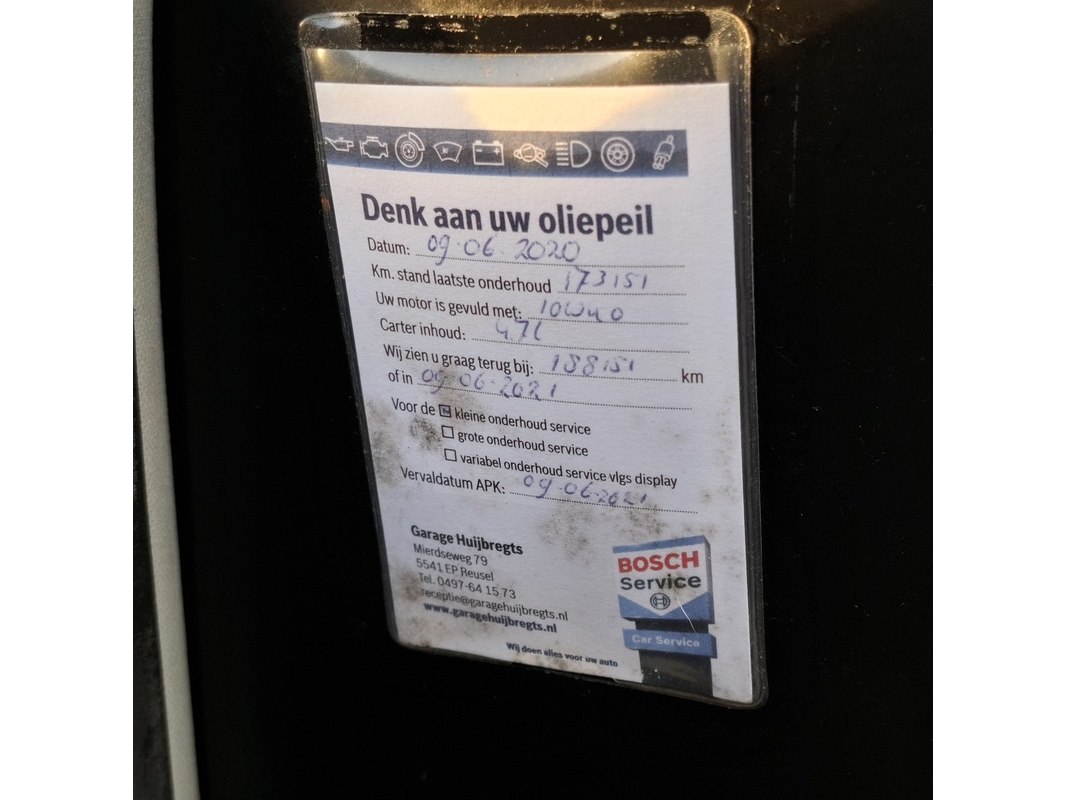 Denk aan uw oliepeil
Datum: 09-06-2020
Km. stand laatste onderhoud 173151
Uw motor is gevuld met: 10W40
Carter inhoud: 4.7l
Wij zien u graag terug bij: 188151 km
of in 09-06-2021
Voor de kleine onderhoud service
grote onderhoud service
variabel onderhoud service vlgs display
Vervaldatum APK: 09-06-2021
Garage Huijbregts
Mierdseweg 79
5541 EP Reusel
Tel. 0497-64 15 73
receptie@garagehuijbregts.nl
www.garagehuijbregts.nl
Wij doen alles voor uw auto
BOSCH
Service
Car Service